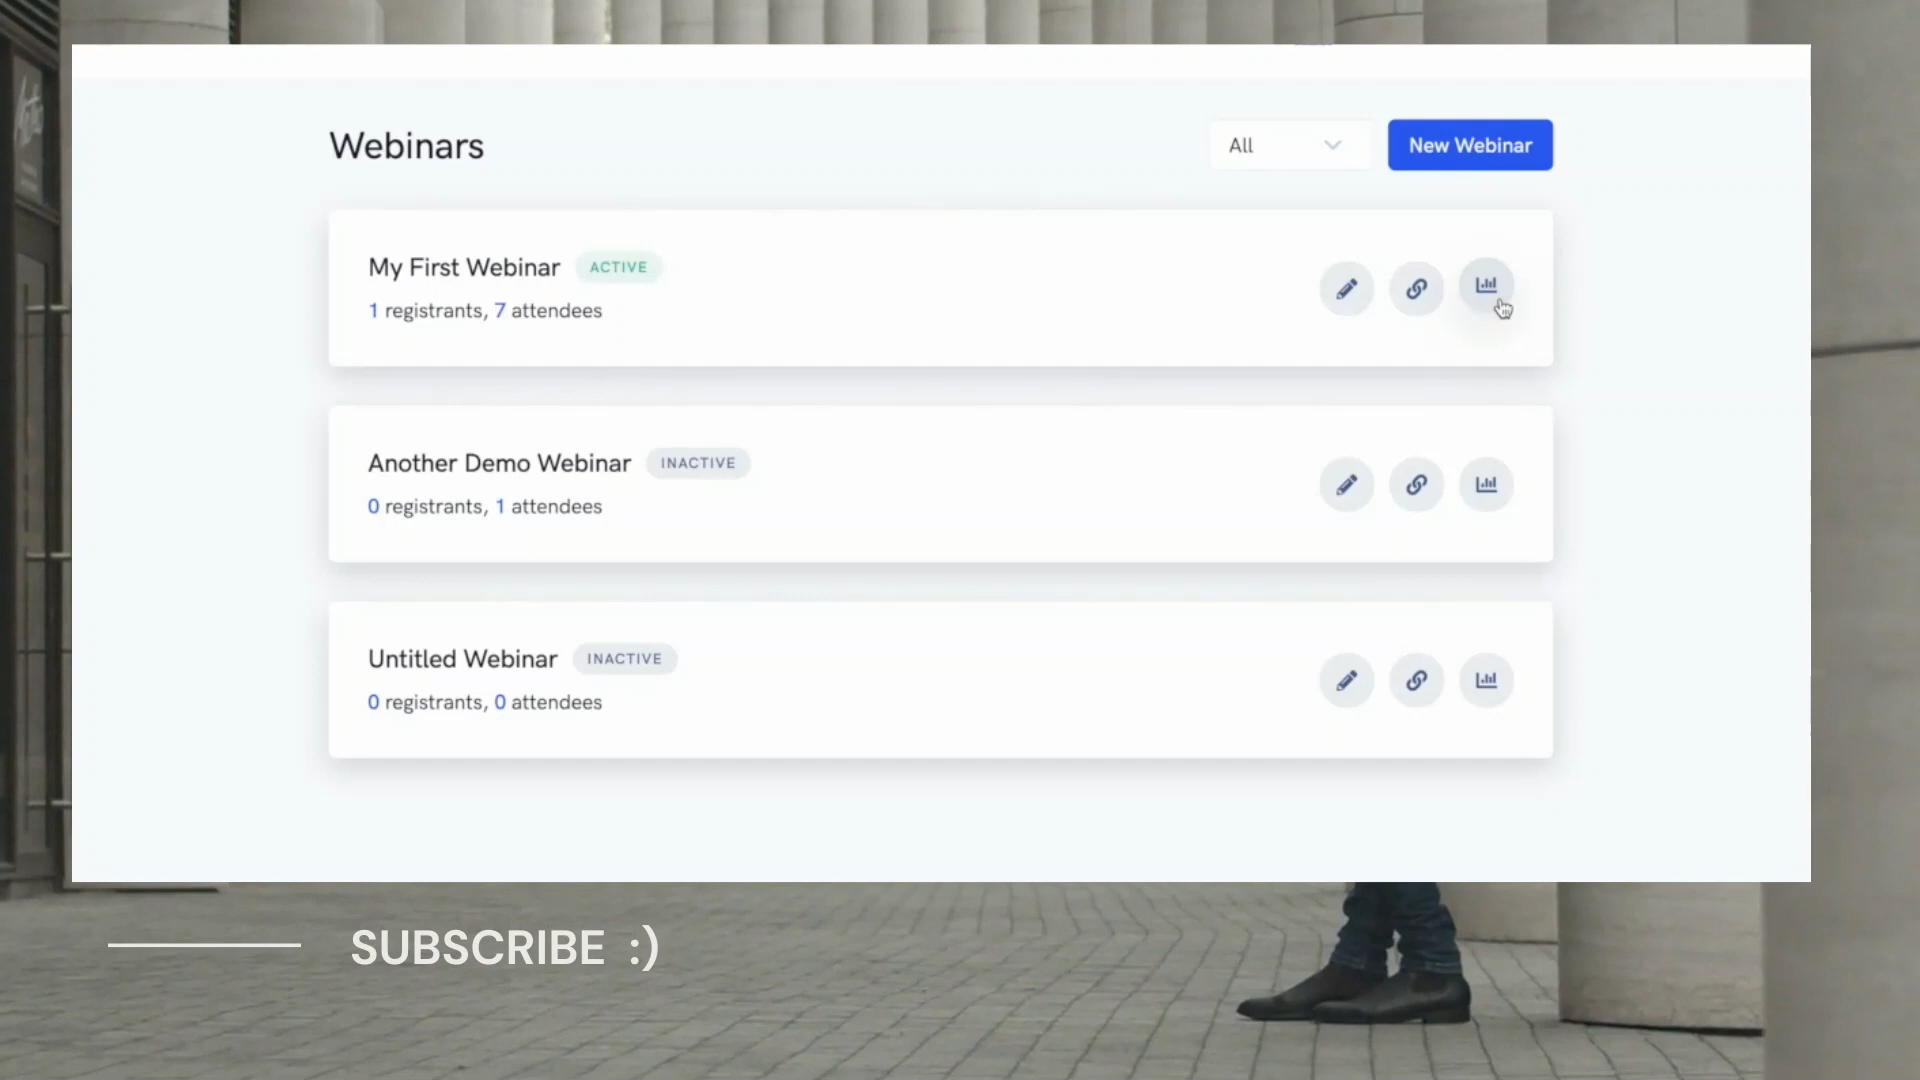 Webinars
All
New Webinar
My First Webinar ACTIVE
1 registrants, 7 attendees
Another Demo Webinar INACTIVE
0 registrants, 1 attendees
Untitled Webinar INACTIVE
0 registrants, 0 attendees
SUBSCRIBE :)